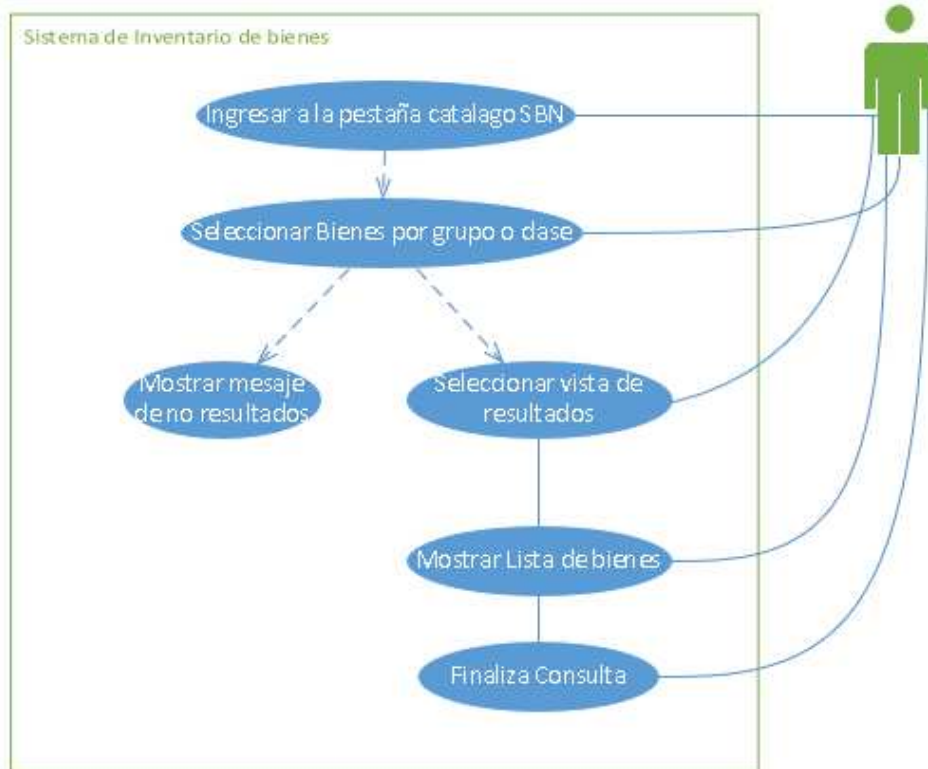 Sistema de Inventario de bienes
Ingresar a la pestaña catalago SBN
Seleccionar Bienes por grupo o clase
Mostrar mesaje
de no resultados
Seleccionar vista de
resultados
Mostrar Lista de bienes
Finaliza Consulta